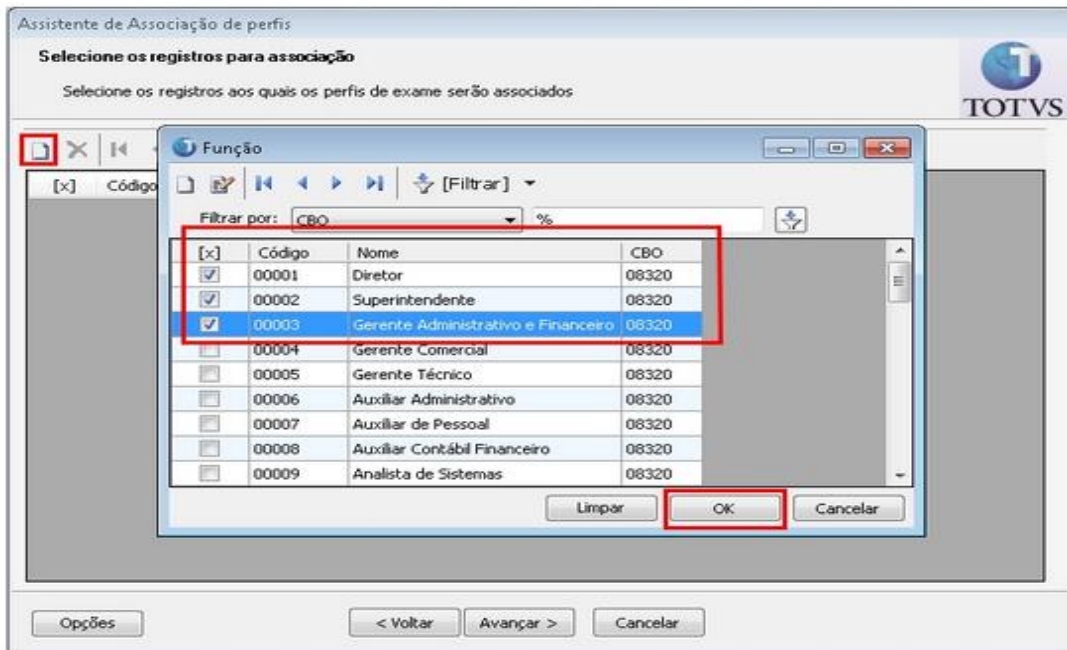 Assistente de Associação de perfis
Selecione os registros para associação
Selecione os registros aos quais os perfis de exame serão associados
TOTVS
[x] Código
Função
[Filtrar]
Filtrar por: CBO %
[x] Código Nome CBO
00001 Diretor 08320
00002 Superintendente 08320
00003 Gerente Administrativo e Financeiro 08320
00004 Gerente Comercial 08320
00005 Gerente Técnico 08320
00006 Auxiliar Administrativo 08320
00007 Auxiliar de Pessoal 08320
00008 Auxiliar Contábil Financeiro 08320
00009 Analista de Sistemas 08320
Limpar OK Cancelar
Opções < Voltar Avançar > Cancelar